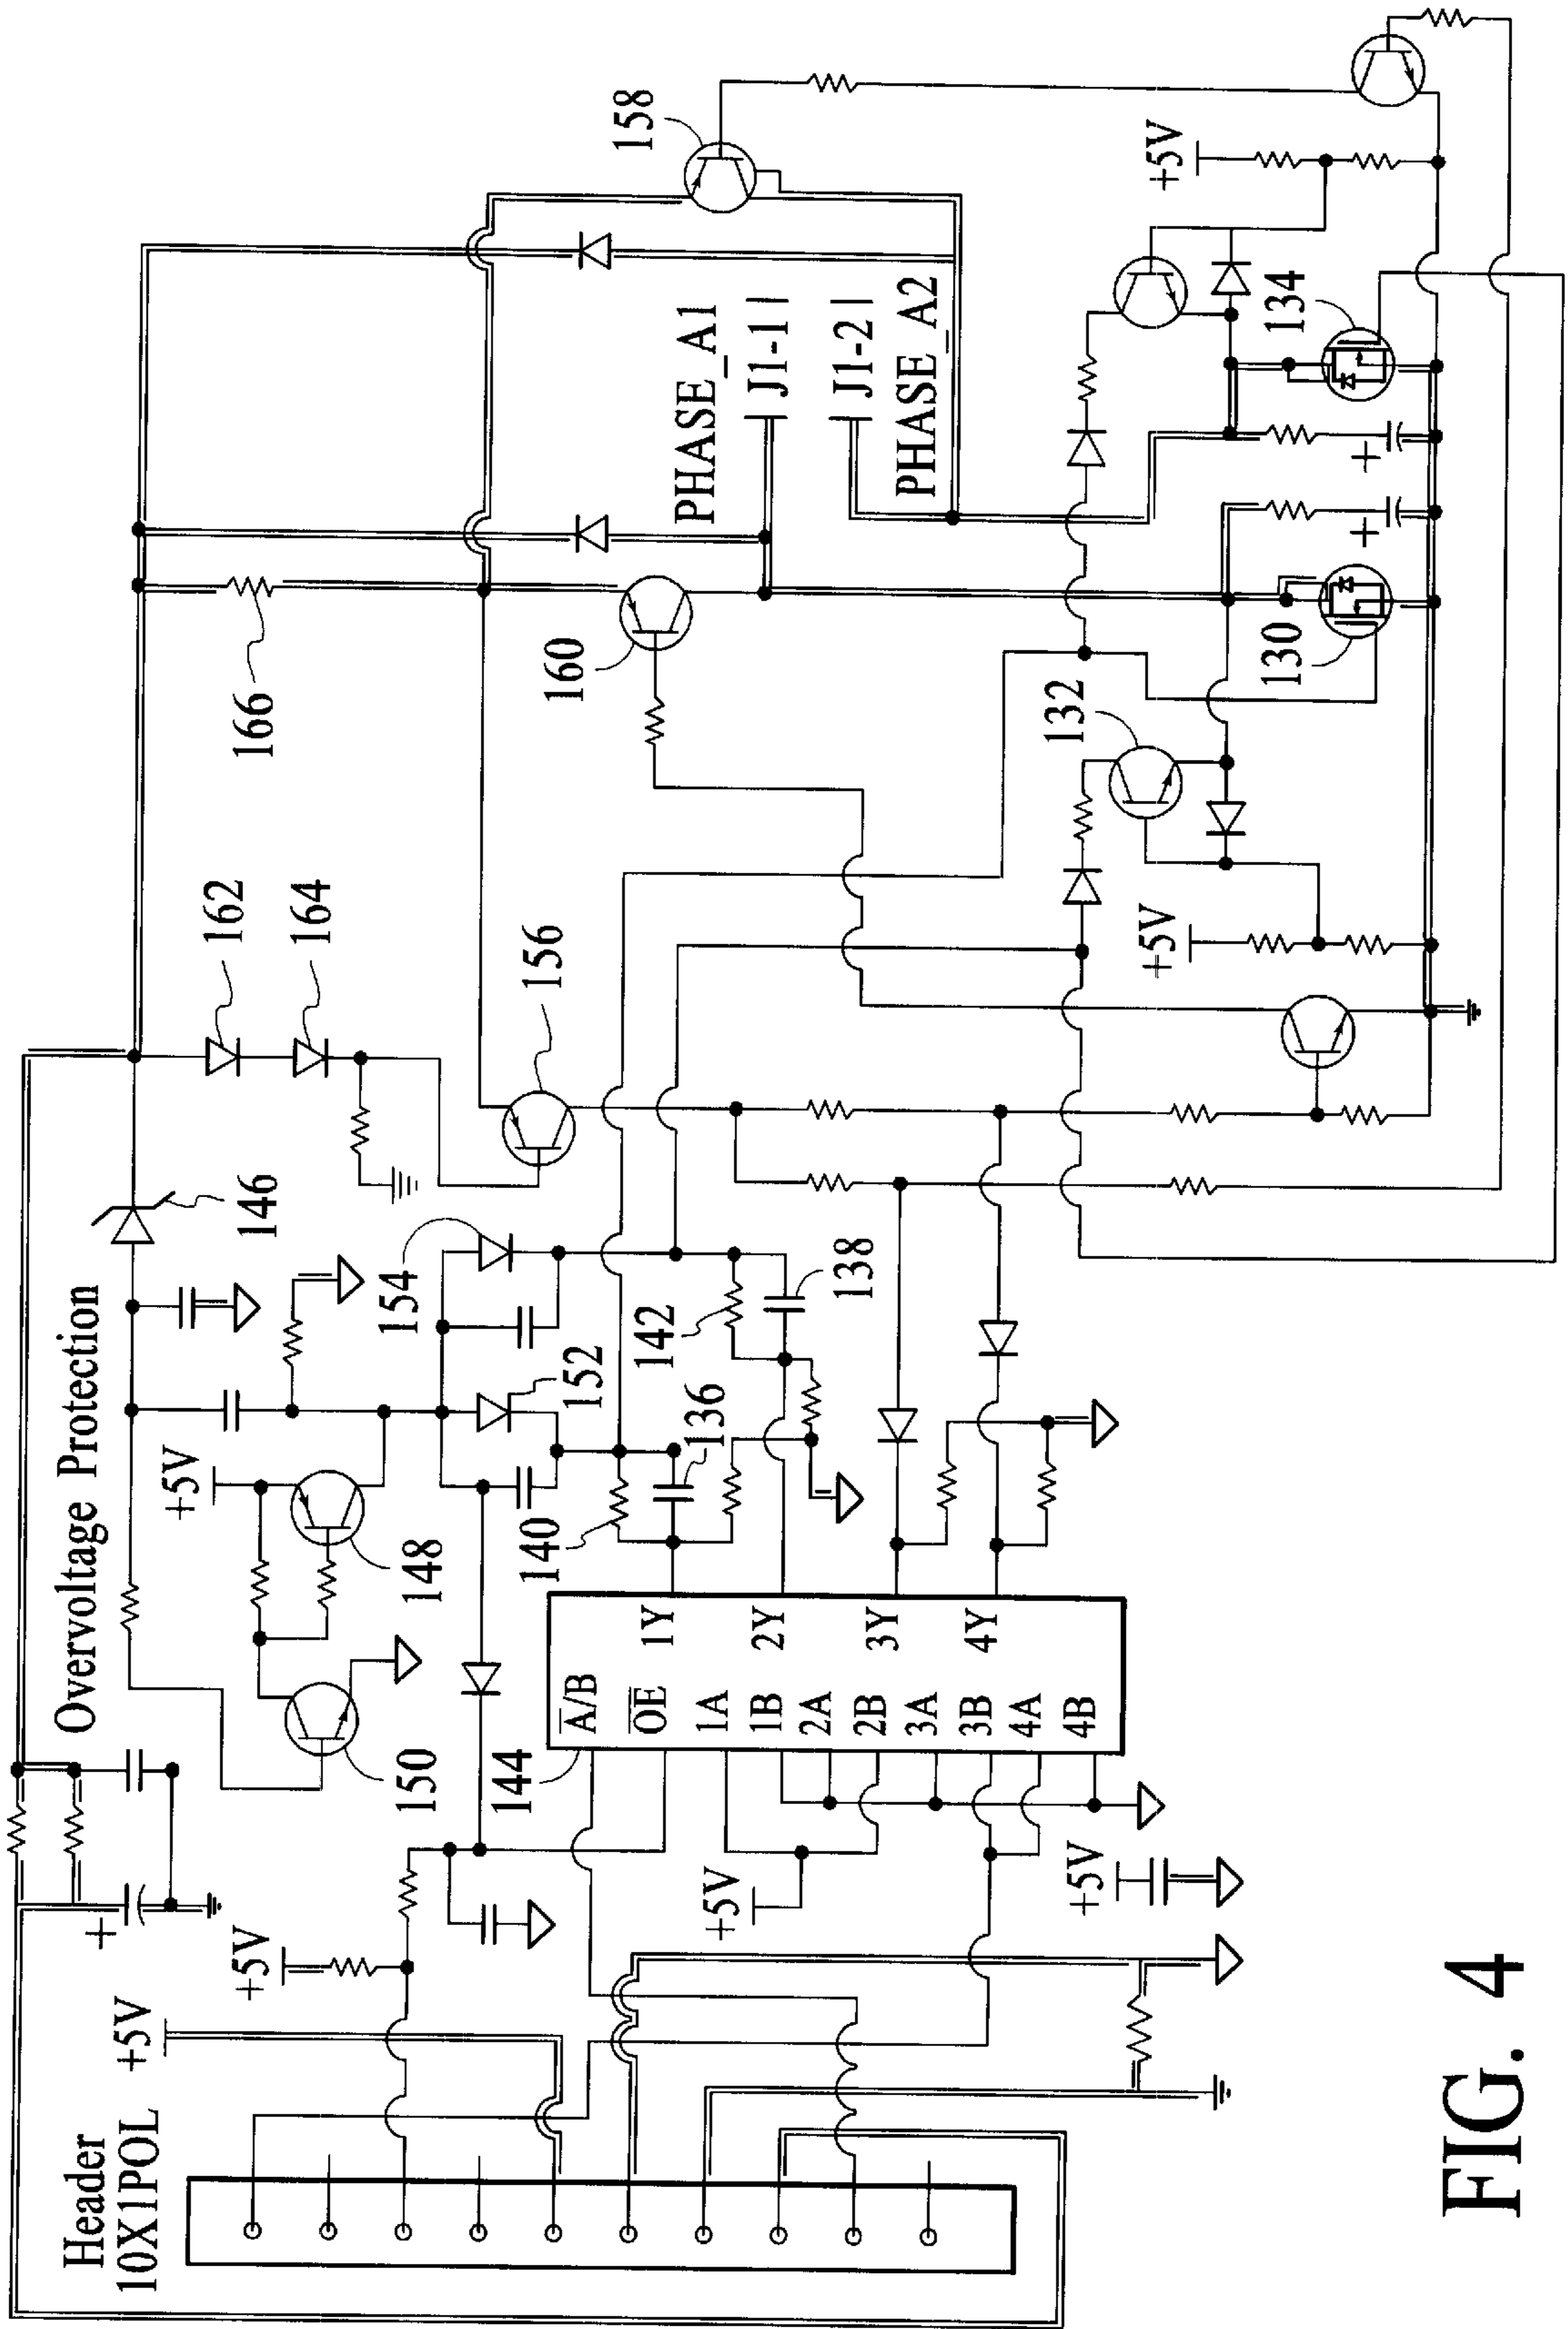 Header
10X1POL
+5V
+5V
+
Overvoltage Protection
150
+5V
148
146
144
A/B
OE
1A
1B
2A
2B
3A
3B
4A
4B
1Y
2Y
3Y
4Y
+5V
+5V
154
152
140
136
142
138
162
164
156
166
160
158
PHASE_A1
J1-1
J1-2
PHASE_A2
132
+5V
130
+
+
134
+5V
FIG. 4